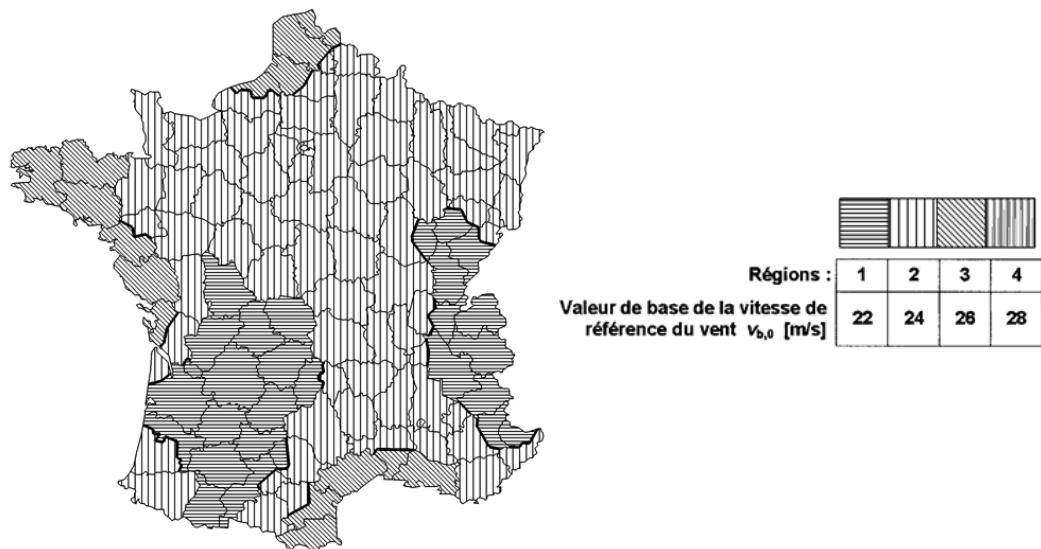 Régions : 1 2 3 4
Valeur de base de la vitesse de
référence du vent vb,0 [m/s] 22 24 26 28